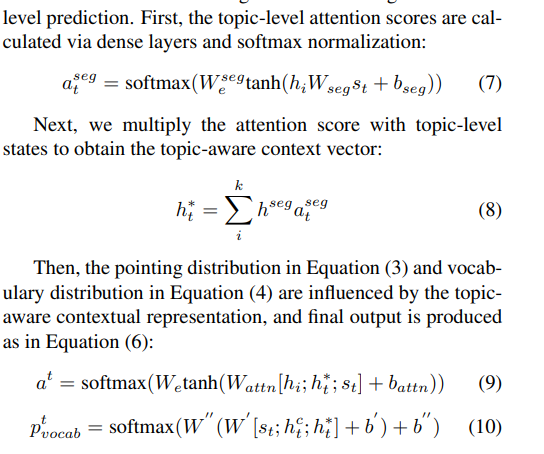 level prediction. First, the topic-level attention scores are cal-
culated via dense layers and softmax normalization:
a_t^{seg} = softmax(W_e^{seg} tanh(h_i W_{seg} s_t + b_{seg})) (7)
Next, we multiply the attention score with topic-level
states to obtain the topic-aware context vector:
h_t^* = \sum_i^k h^{seg} a_t^{seg} (8)
Then, the pointing distribution in Equation (3) and vocab-
ulary distribution in Equation (4) are influenced by the topic-
aware contextual representation, and final output is produced
as in Equation (6):
a^t = softmax(W_e tanh(W_{attn}[h_i; h_t^*; s_t] + b_{attn})) (9)
p_{vocab}^t = softmax(W''(W'[s_t; h_t^c; h_t^*] + b') + b'') (10)